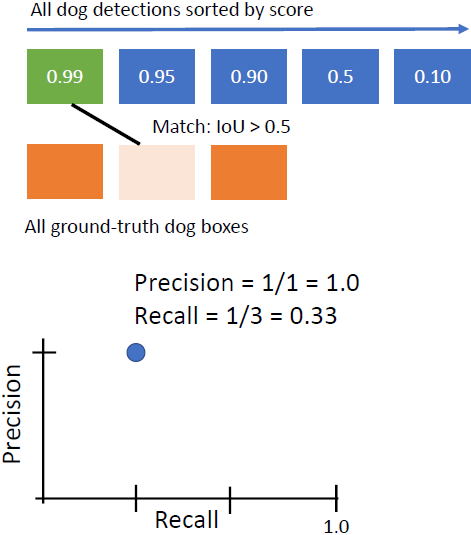 All dog detections sorted by score
0.99 0.95 0.90 0.5 0.10
Match: IoU > 0.5
All ground-truth dog boxes
Precision = 1/1 = 1.0
Recall = 1/3 = 0.33
Precision
Recall
1.0